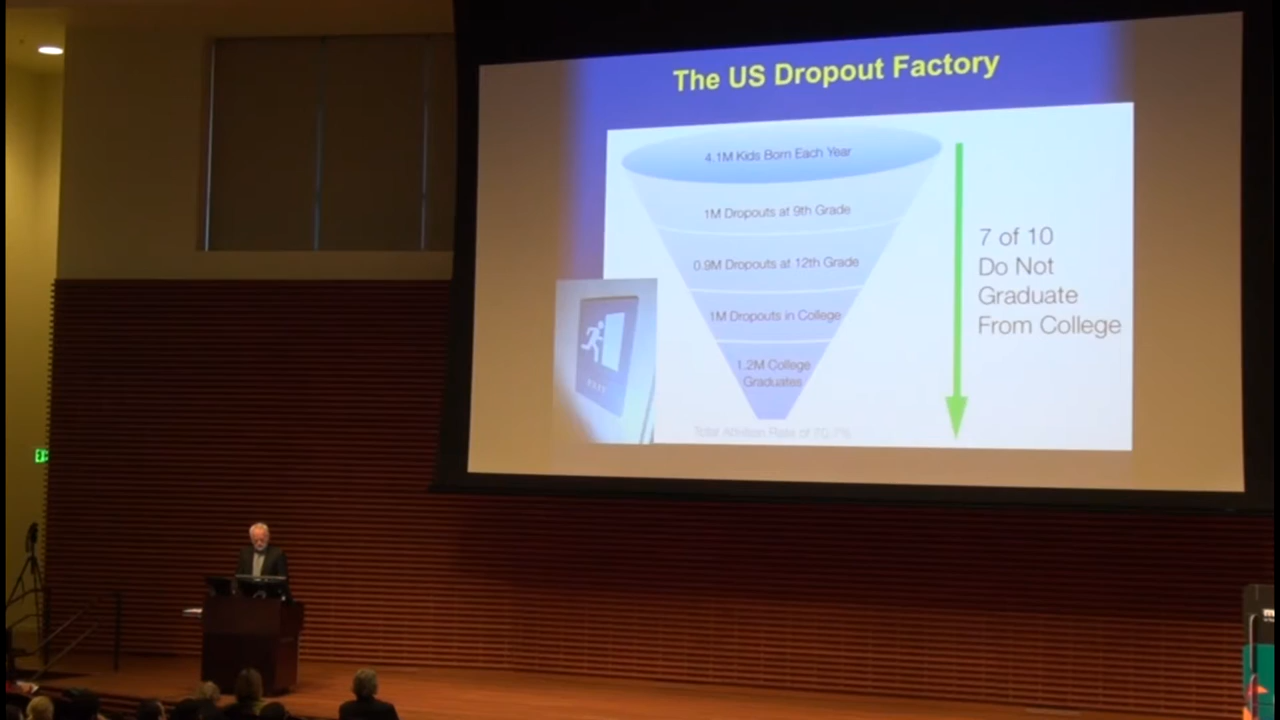 The US Dropout Factory
4.1M Kids Born Each Year
1M Dropouts at 9th Grade
0.9M Dropouts at 12th Grade
1M Dropouts in College
1.2M College
Graduates
Total Attrition Rate of 70.7%
7 of 10
Do Not
Graduate
From College
EXIT